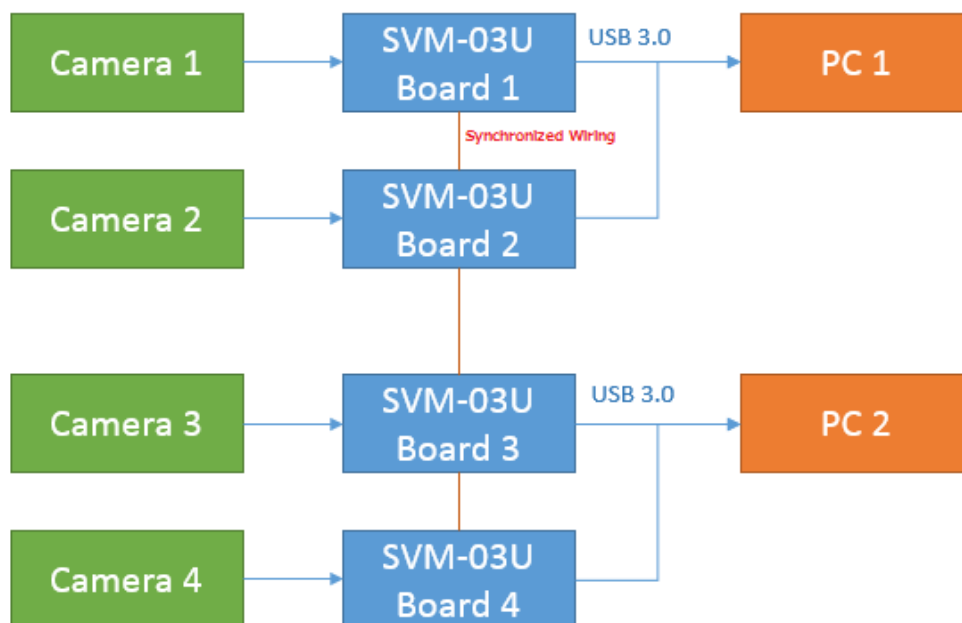 Camera 1
SVM-03U
Board 1
USB 3.0
PC 1
Synchronized Wiring
Camera 2
SVM-03U
Board 2
Camera 3
SVM-03U
Board 3
USB 3.0
PC 2
Camera 4
SVM-03U
Board 4